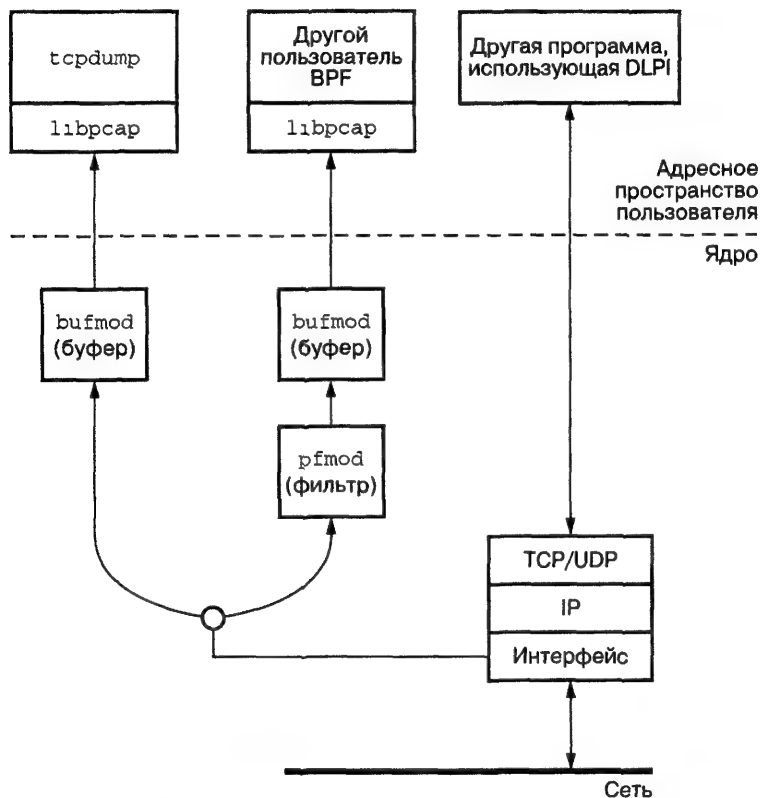 tcpdump
libpcap
Другой
пользователь
BPF
libpcap
Другая программа,
использующая DLPI
Адресное
пространство
пользователя
Ядро
bufmod
(буфер)
bufmod
(буфер)
pfmod
(фильтр)
TCP/UDP
IP
Интерфейс
Сеть